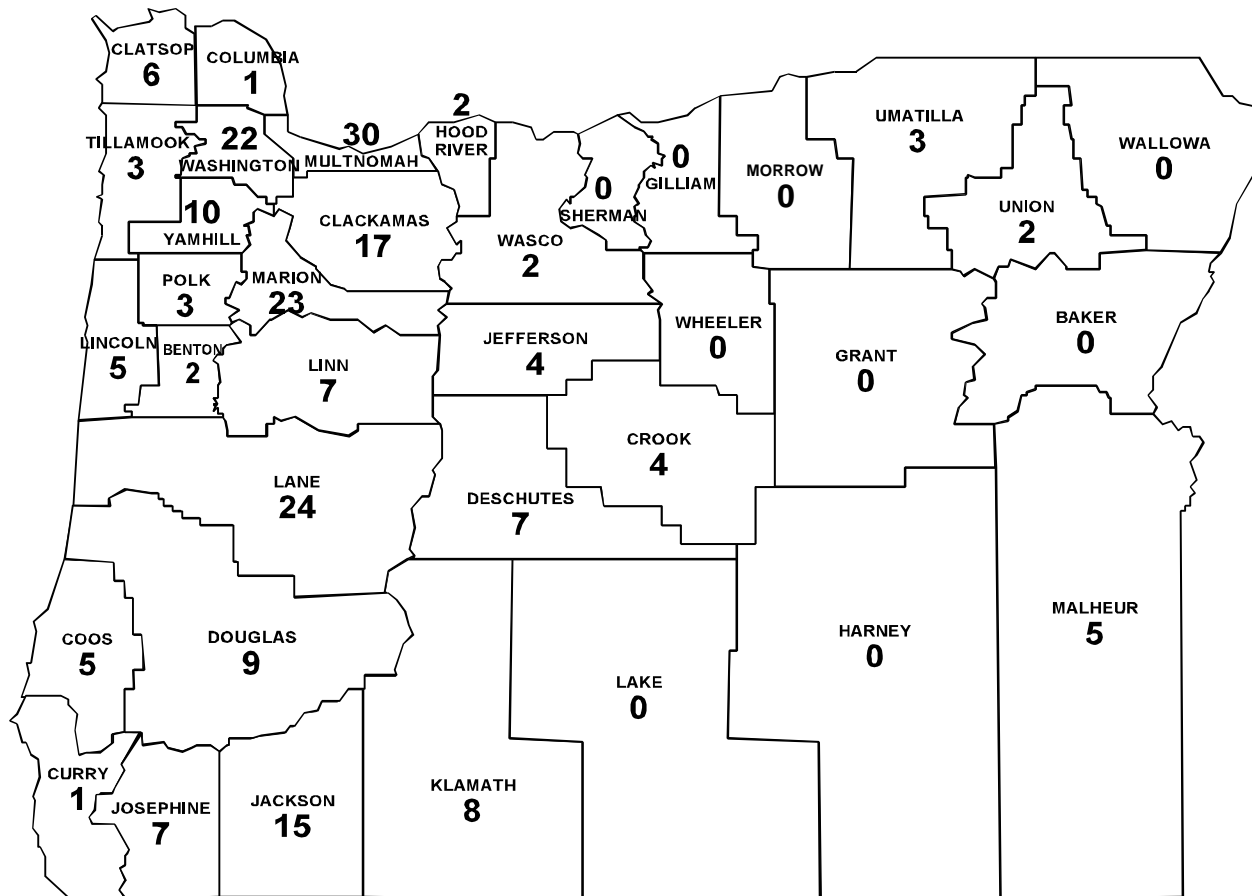 CLATSOP
6
COLUMBIA
1
TILLAMOOK
3
22
WASHINGTON
30
MULTNOMAH
2
HOOD
RIVER
0
SHERMAN
0
GILLIAM
MORROW
0
UMATILLA
3
WALLOWA
0
UNION
2
10
YAMHILL
CLACKAMAS
17
WASCO
2
POLK
3
MARION
23
LINCOLN
5
BENTON
2
LINN
7
JEFFERSON
4
WHEELER
0
GRANT
0
BAKER
0
LANE
24
DESCHUTES
7
CROOK
4
COOS
5
DOUGLAS
9
LAKE
0
HARNEY
0
MALHEUR
5
CURRY
1
JOSEPHINE
7
JACKSON
15
KLAMATH
8